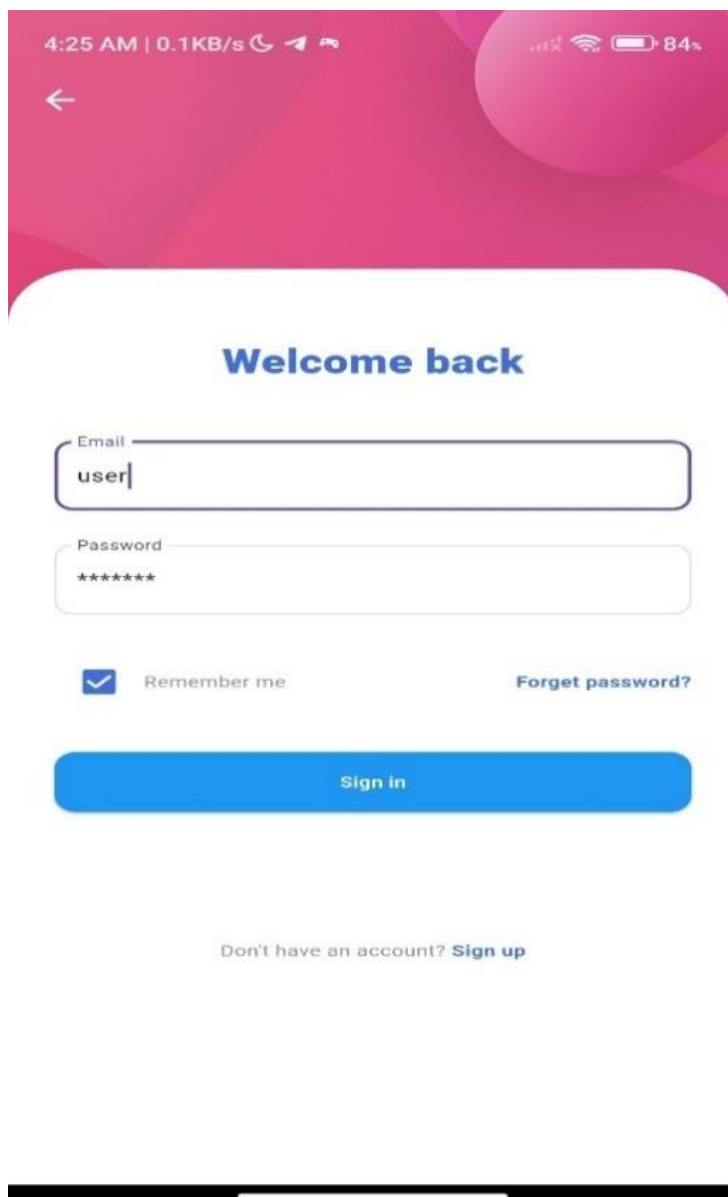 4:25 AM | 0.1KB/s 84%
Welcome back
Email
user
Password
*******
Remember me Forget password?
Sign in
Don't have an account? Sign up